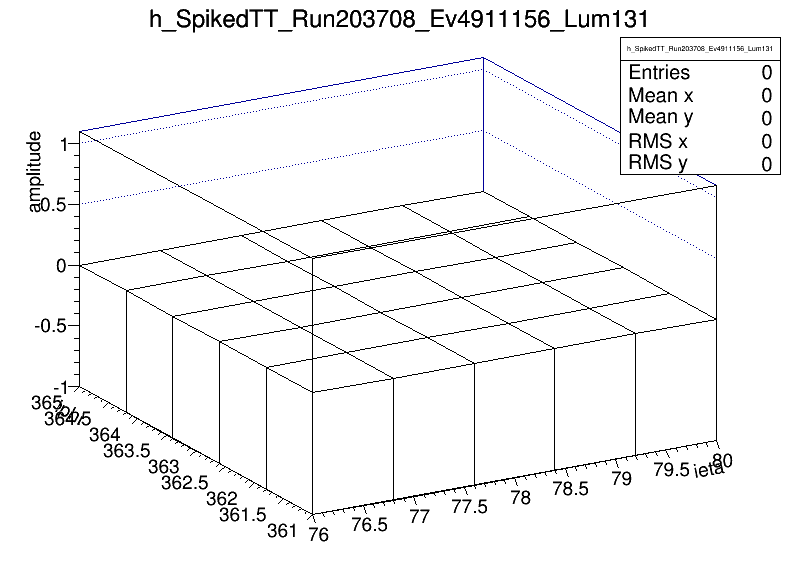 h_SpikedTT_Run203708_Ev4911156_Lum131
h_SpikedTT_Run203708_Ev4911156_Lum131
Entries 0
Mean x 0
Mean y 0
RMS x 0
RMS y 0
amplitude
1
0.5
0
-0.5
-1
365
364.5
364
363.5
363
362.5
362
361.5
361
76
76.5
77
77.5
78
78.5
79
79.5
80
ieta